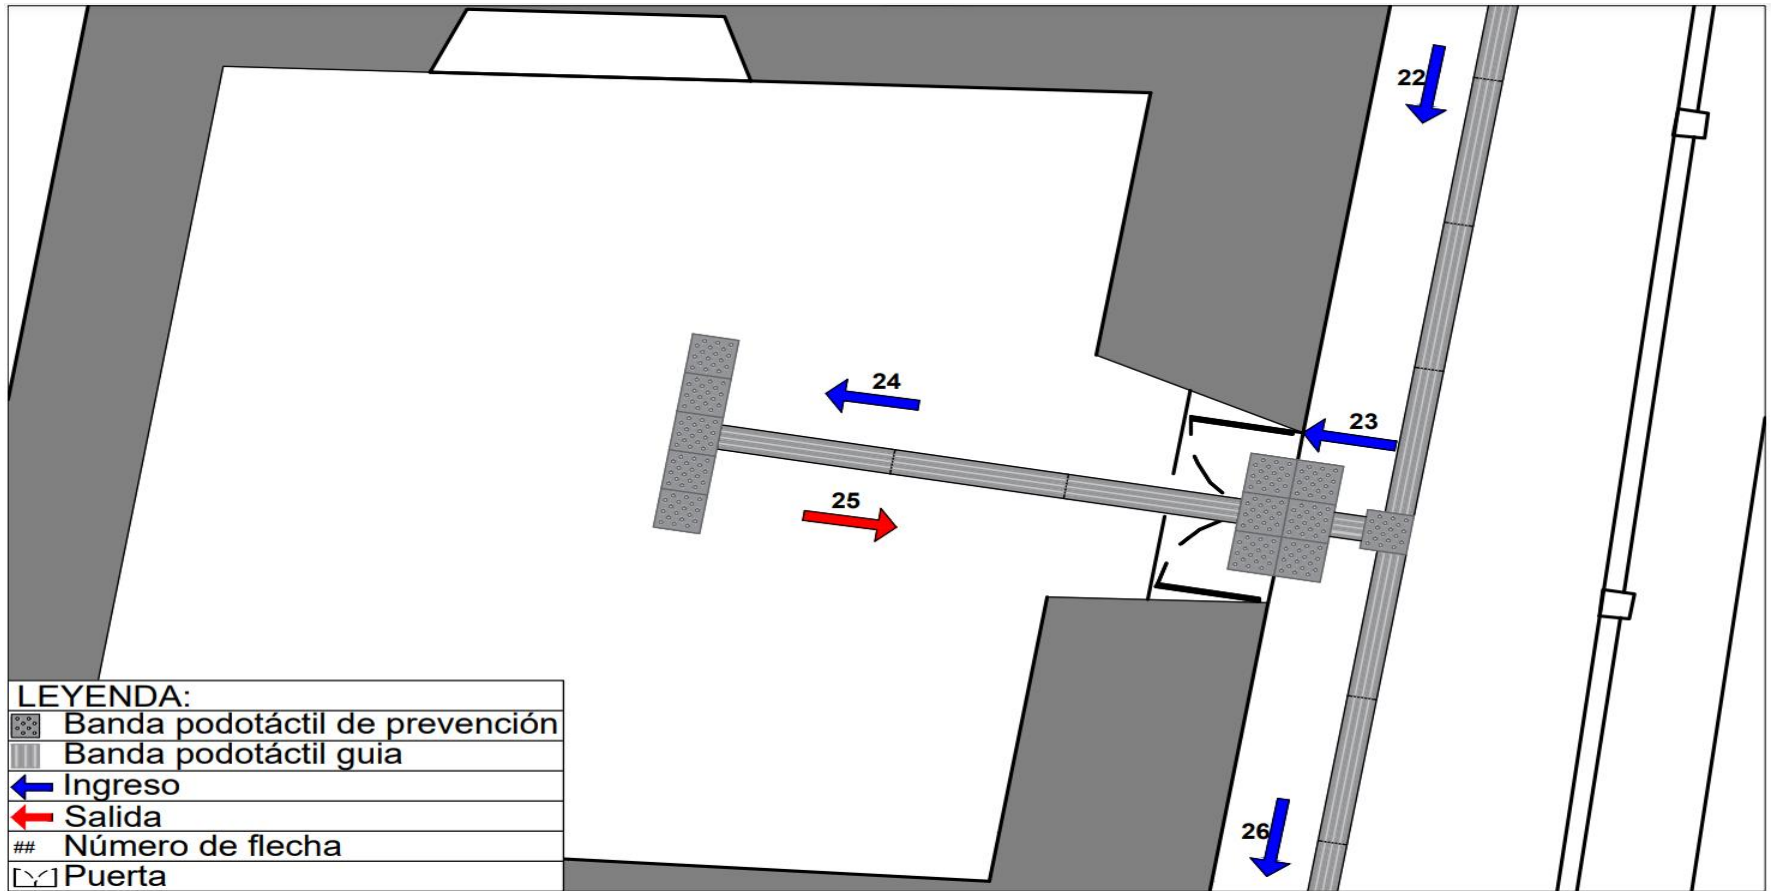 22
24
23
25
26
LEYENDA:
Banda podotáctil de prevención
Banda podotáctil guia
Ingreso
Salida
## Número de flecha
Puerta